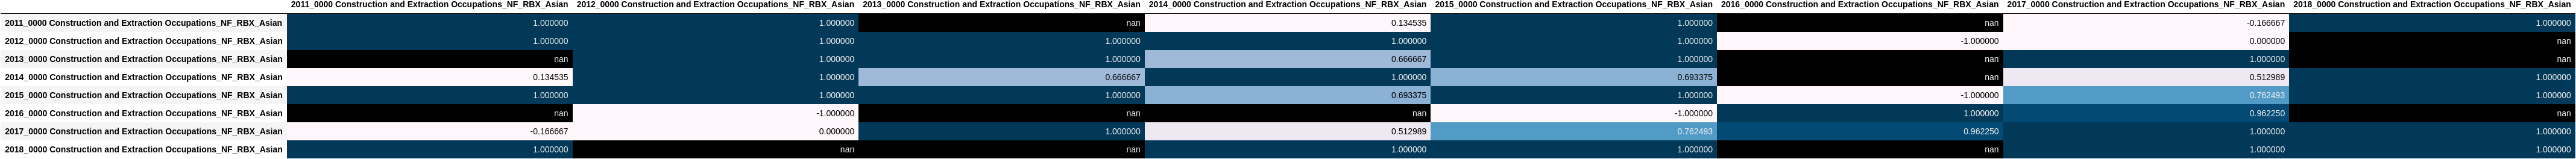 2011_0000 Construction and Extraction Occupations_NF_RBX_Asian 2012_0000 Construction and Extraction Occupations_NF_RBX_Asian 2013_0000 Construction and Extraction Occupations_NF_RBX_Asian 2014_0000 Construction and Extraction Occupations_NF_RBX_Asian 2015_0000 Construction and Extraction Occupations_NF_RBX_Asian 2016_0000 Construction and Extraction Occupations_NF_RBX_Asian 2017_0000 Construction and Extraction Occupations_NF_RBX_Asian 2018_0000 Construction and Extraction Occupations_NF_RBX_Asian
2011_0000 Construction and Extraction Occupations_NF_RBX_Asian 1.000000 1.000000 nan 0.134535 1.000000 nan -0.166667 1.000000
2012_0000 Construction and Extraction Occupations_NF_RBX_Asian 1.000000 1.000000 1.000000 1.000000 1.000000 -1.000000 0.000000 nan
2013_0000 Construction and Extraction Occupations_NF_RBX_Asian nan 1.000000 1.000000 0.666667 1.000000 nan 1.000000 nan
2014_0000 Construction and Extraction Occupations_NF_RBX_Asian 0.134535 1.000000 0.666667 1.000000 0.693375 nan 0.512989 1.000000
2015_0000 Construction and Extraction Occupations_NF_RBX_Asian 1.000000 1.000000 1.000000 0.693375 1.000000 -1.000000 0.762493 1.000000
2016_0000 Construction and Extraction Occupations_NF_RBX_Asian nan -1.000000 nan nan -1.000000 1.000000 0.962250 nan
2017_0000 Construction and Extraction Occupations_NF_RBX_Asian -0.166667 0.000000 1.000000 0.512989 0.762493 0.962250 1.000000 1.000000
2018_0000 Construction and Extraction Occupations_NF_RBX_Asian 1.000000 nan nan 1.000000 1.000000 nan 1.000000 1.000000